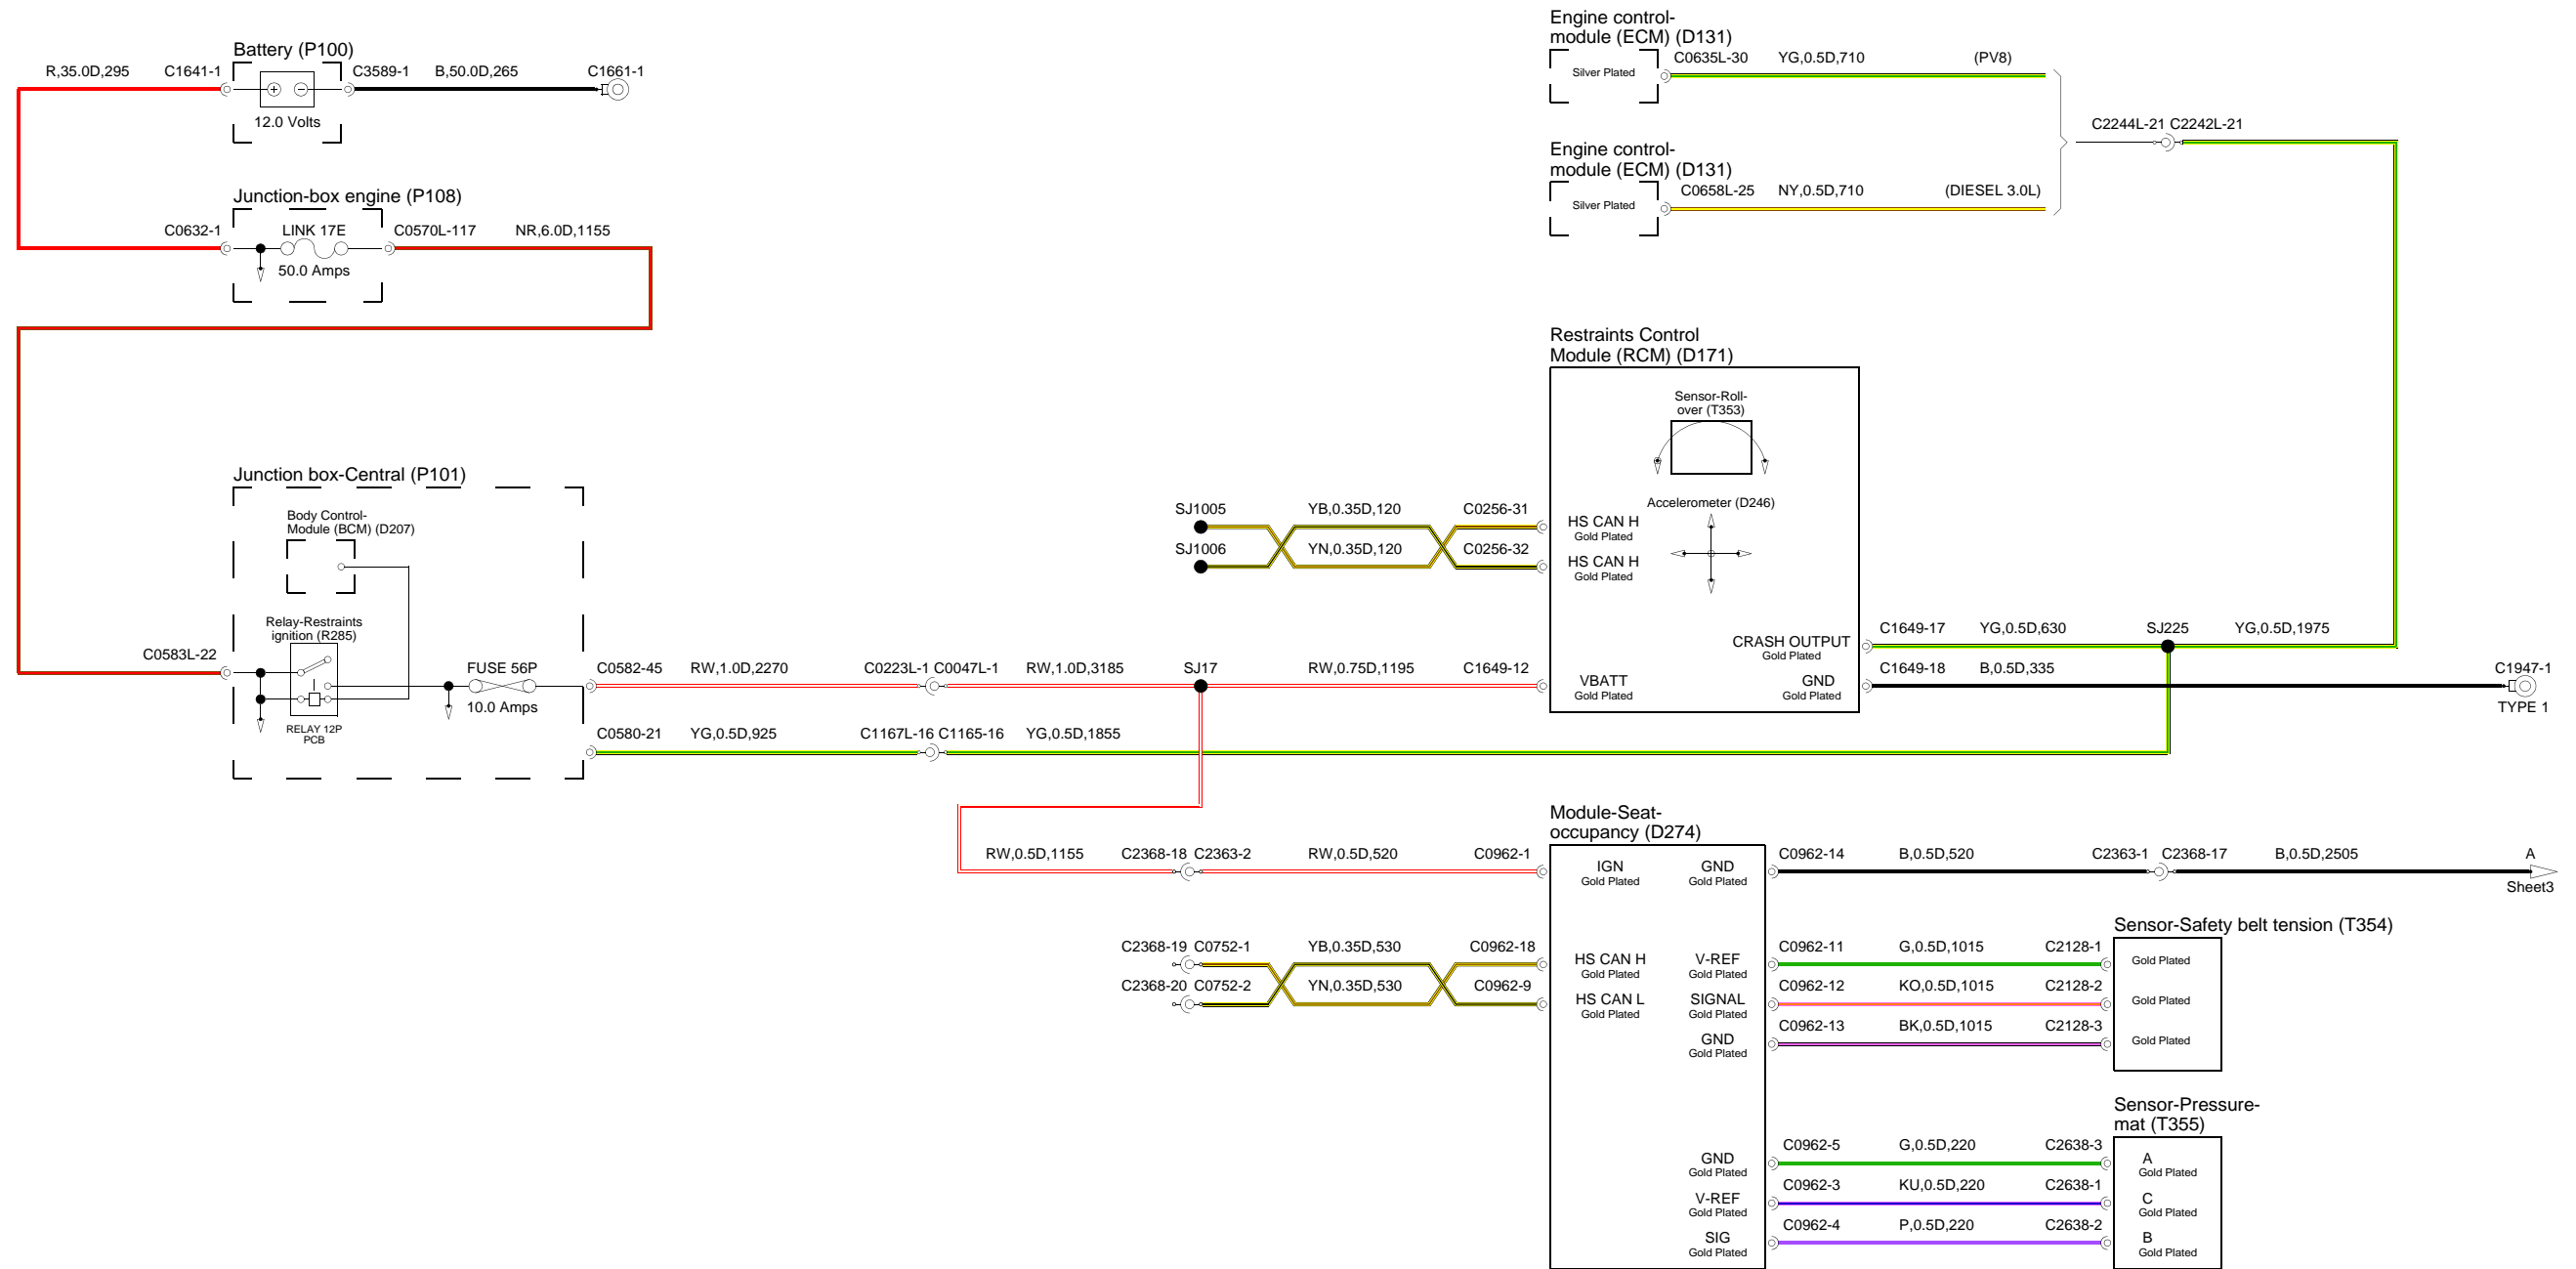 Battery (P100)
R,35.0D,295
C1641-1
C3589-1
B,50.0D,265
C1661-1
12.0 Volts
Junction-box engine (P108)
C0632-1
LINK 17E
C0570L-117
NR,6.0D,1155
50.0 Amps
Junction box-Central (P101)
Body Control-
Module (BCM) (D207)
Relay-Restraints
ignition (R285)
C0583L-22
RELAY 12P
PCB
FUSE 56P
10.0 Amps
C0582-45
RW,1.0D,2270
C0223L-1 C0047L-1
RW,1.0D,3185
SJ17
RW,0.75D,1195
C1649-12
C0580-21
YG,0.5D,925
C1167L-16 C1165-16
YG,0.5D,1855
Engine control-
module (ECM) (D131)
Silver Plated
C0635L-30
YG,0.5D,710
(PV8)
Engine control-
module (ECM) (D131)
Silver Plated
C0658L-25
NY,0.5D,710
(DIESEL 3.0L)
C2244L-21 C2242L-21
Restraints Control
Module (RCM) (D171)
Sensor-Roll-
over (T353)
Accelerometer (D246)
SJ1005
YB,0.35D,120
C0256-31
HS CAN H
Gold Plated
SJ1006
YN,0.35D,120
C0256-32
HS CAN H
Gold Plated
CRASH OUTPUT
Gold Plated
C1649-17
YG,0.5D,630
SJ225
YG,0.5D,1975
VBATT
Gold Plated
GND
Gold Plated
C1649-18
B,0.5D,335
C1947-1
TYPE 1
Module-Seat-
occupancy (D274)
RW,0.5D,1155
C2368-18 C2363-2
RW,0.5D,520
C0962-1
IGN
Gold Plated
GND
Gold Plated
C0962-14
B,0.5D,520
C2363-1
C2368-17
B,0.5D,2505
A
Sheet3
C2368-19 C0752-1
YB,0.35D,530
C0962-18
HS CAN H
Gold Plated
C2368-20 C0752-2
YN,0.35D,530
C0962-9
HS CAN L
Gold Plated
Sensor-Safety belt tension (T354)
V-REF
Gold Plated
C0962-11
G,0.5D,1015
C2128-1
Gold Plated
SIGNAL
Gold Plated
C0962-12
KO,0.5D,1015
C2128-2
Gold Plated
GND
Gold Plated
C0962-13
BK,0.5D,1015
C2128-3
Gold Plated
Sensor-Pressure-
mat (T355)
GND
Gold Plated
C0962-5
G,0.5D,220
C2638-3
A
Gold Plated
V-REF
Gold Plated
C0962-3
KU,0.5D,220
C2638-1
C
Gold Plated
SIG
Gold Plated
C0962-4
P,0.5D,220
C2638-2
B
Gold Plated